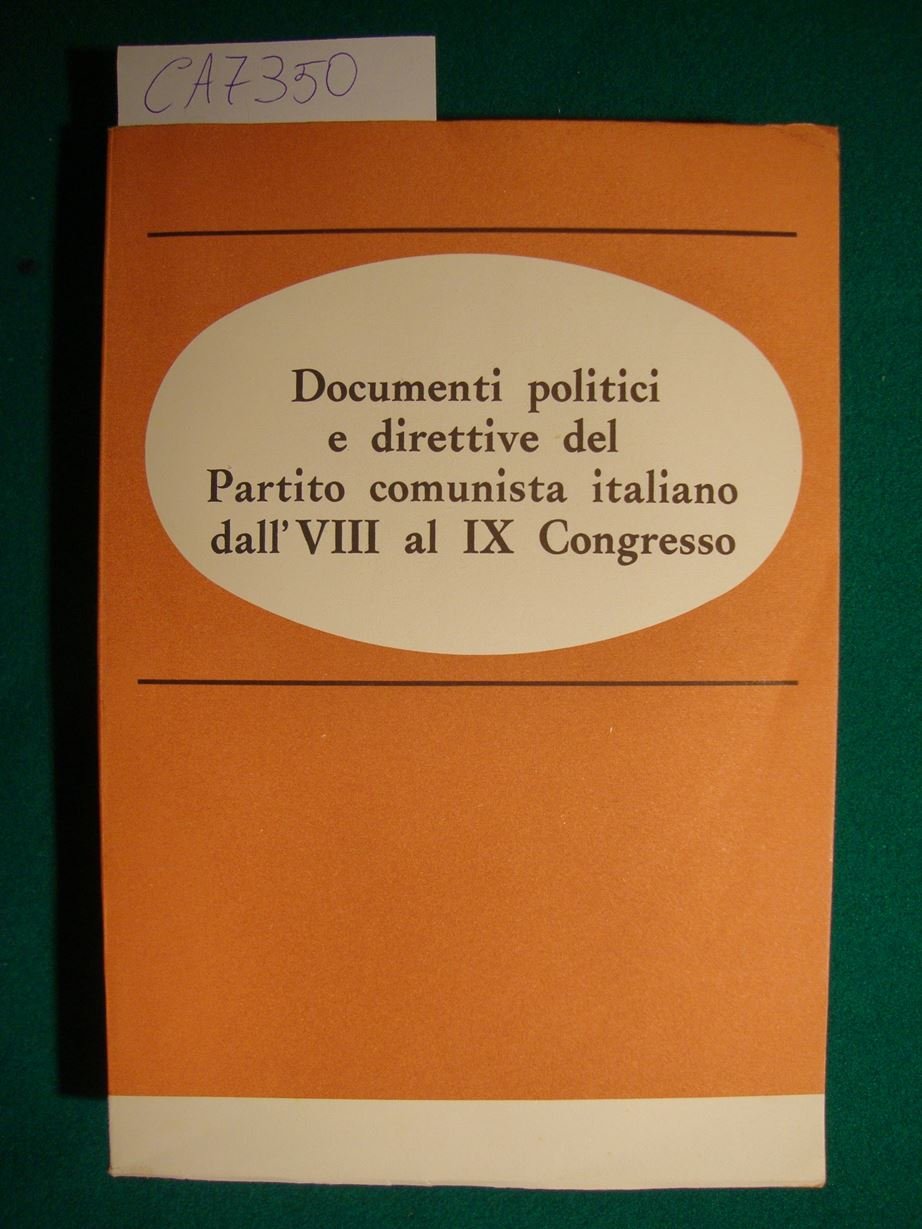 CA7350
Documenti politici
e direttive del
Partito comunista italiano
dall'VIII al IX Congresso